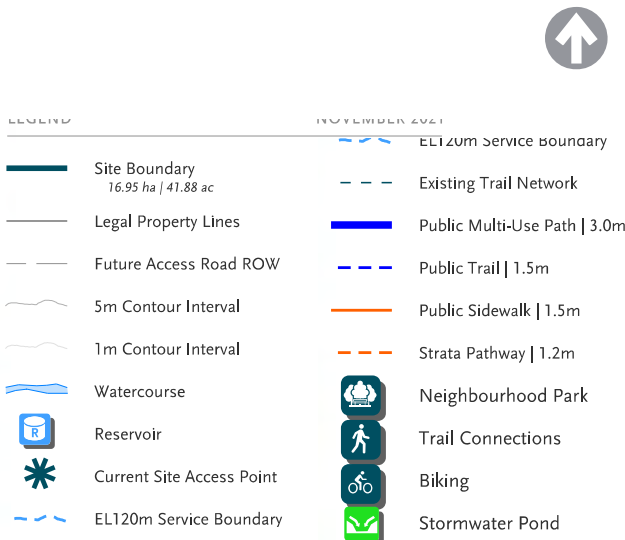 LEGEND
NOVEMBER 2021
Site Boundary
16.95 ha | 41.88 ac
Legal Property Lines
Future Access Road ROW
5m Contour Interval
1m Contour Interval
Watercourse
R
Reservoir
Current Site Access Point
EL120m Service Boundary
EL120m Service Boundary
Existing Trail Network
Public Multi-Use Path | 3.0m
Public Trail | 1.5m
Public Sidewalk | 1.5m
Strata Pathway | 1.2m
Neighbourhood Park
Trail Connections
Biking
Stormwater Pond